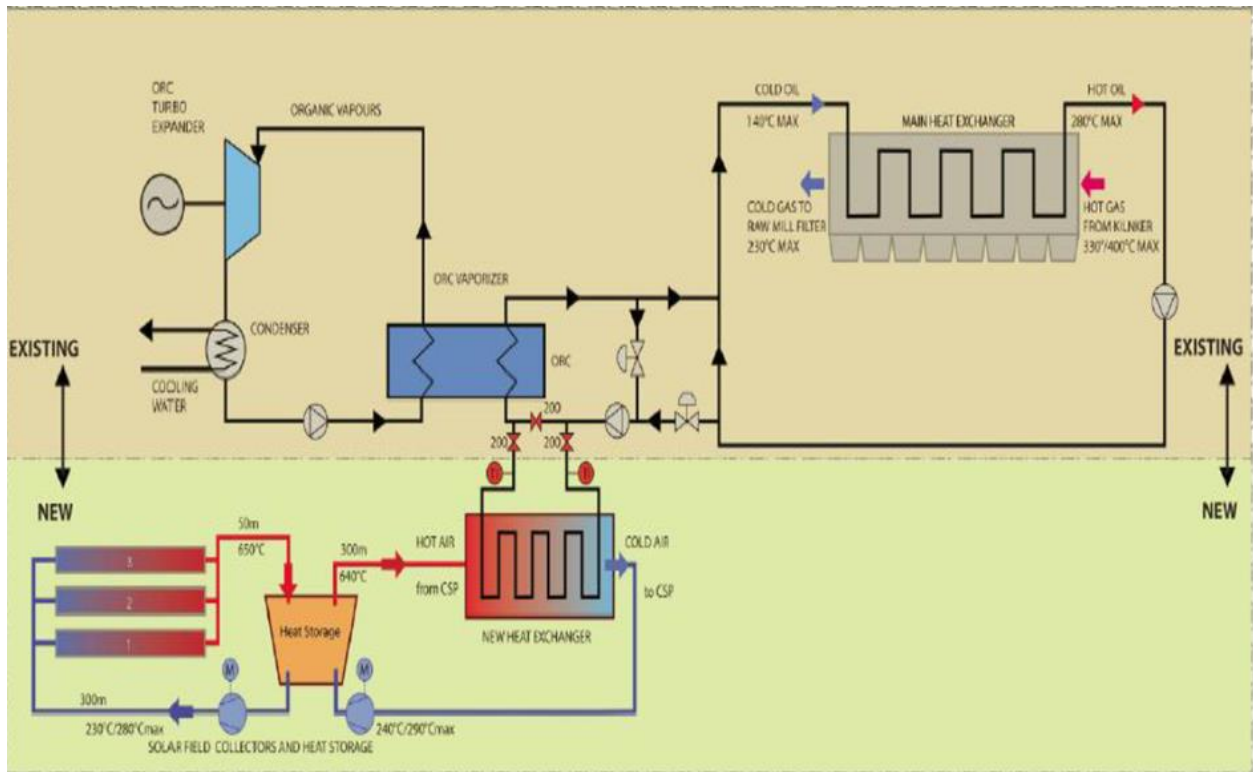 ORC
TURBO
EXPANDER
ORGANIC VAPOURS
COLD OIL
140°C MAX
MAIN HEAT EXCHANGER
HOT OIL
280°C MAX
COLD GAS TO
RAW MILL FILTER
230°C MAX
HOT GAS
FROM KILNKER
330°/400°C MAX
ORC VAPORIZER
CONDENSER
ORC
EXISTING
EXISTING
COOLING
WATER
200
200
200
NEW
NEW
50m
650°C
3
2
1
Heat Storage
300m
640°C
HOT AIR
from CSP
COLD AIR
to CSP
NEW HEAT EXCHANGER
M
M
300m
230°C/280°Cmax
240°C/290°Cmax
SOLAR FIELD COLLECTORS AND HEAT STORAGE